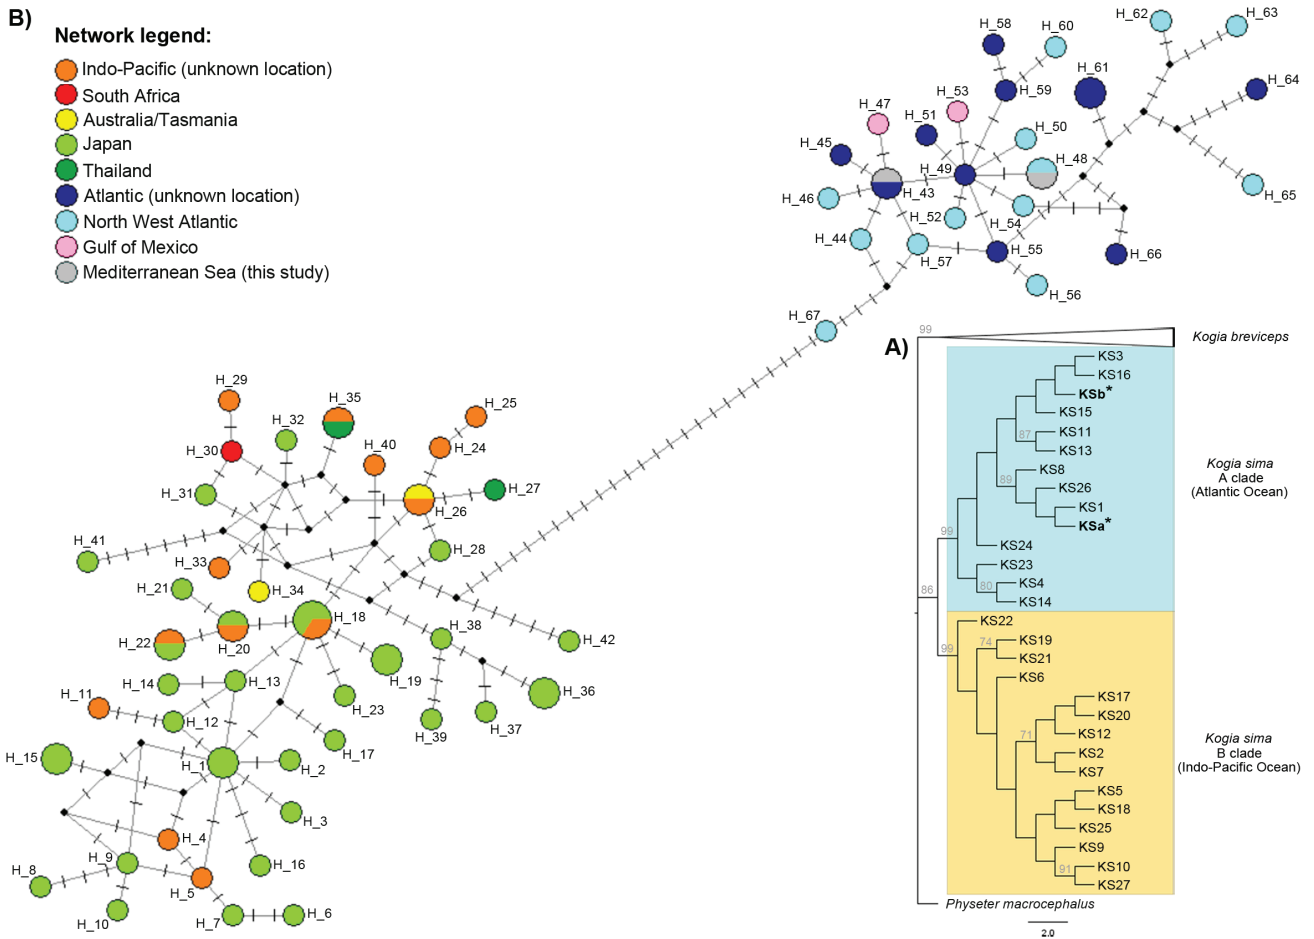 B)
Network legend:
Indo-Pacific (unknown location)
South Africa
Australia/Tasmania
Japan
Thailand
Atlantic (unknown location)
North West Atlantic
Gulf of Mexico
Mediterranean Sea (this study)
H_58
H_60
H_62
H_63
H_61
H_64
H_47
H_53
H_59
H_51
H_50
H_45
H_49
H_48
H_46
H_43
H_65
H_52
H_54
H_44
H_57
H_55
H_66
H_56
H_67
H_29
H_35
H_25
H_32
H_40
H_24
H_30
H_27
H_31
H_26
H_41
H_28
H_33
H_21
H_34
H_18
H_38
H_42
H_22
H_20
H_19
H_14
H_13
H_36
H_11
H_23
H_12
H_37
H_39
H_17
H_15
H_1
H_2
H_3
H_4
H_9
H_16
H_8
H_5
H_10
H_7
H_6
A)
99
Kogia breviceps
KS3
KS16
KSb*
KS15
87
KS11
KS13
KS8
89
KS26
KS1
KSa*
99
KS24
KS23
80
KS4
KS14
Kogia sima
A clade
(Atlantic Ocean)
86
KS22
99
74
KS19
KS21
KS6
KS17
KS20
71
KS12
KS2
KS7
KS5
KS18
KS25
KS9
91
KS10
KS27
Kogia sima
B clade
(Indo-Pacific Ocean)
Physeter macrocephalus
2.0